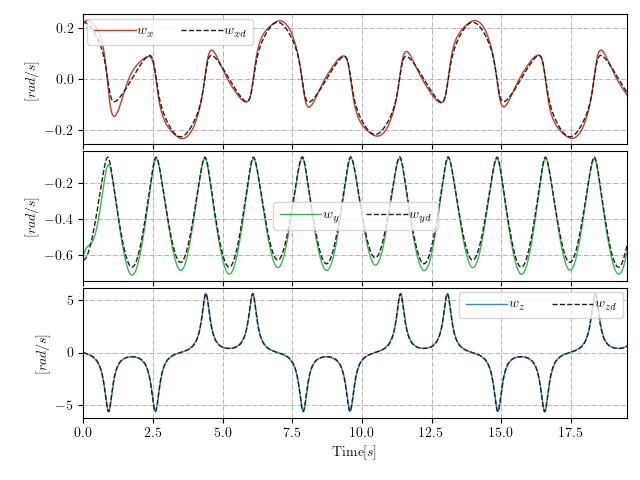 0.2
0.0
−0.2
[rad/s]
w_x w_xd
−0.2
−0.4
−0.6
[rad/s]
w_y w_yd
5
0
−5
[rad/s]
w_z w_zd
0.0 2.5 5.0 7.5 10.0 12.5 15.0 17.5
Time[s]